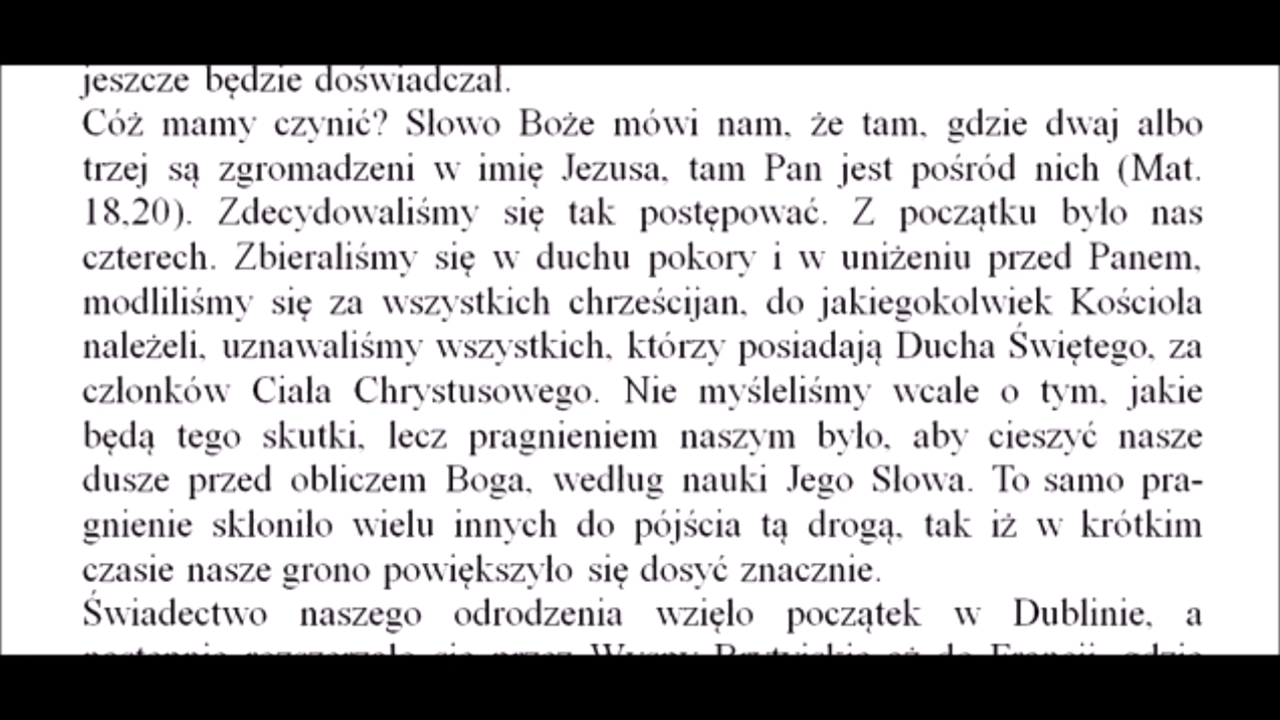 jeszcze będzie doświadczał.
Cóż mamy czynić? Słowo Boże mówi nam, że tam, gdzie dwaj albo
trzej są zgromadzeni w imię Jezusa, tam Pan jest pośród nich (Mat.
18,20). Zdecydowaliśmy się tak postępować. Z początku było nas
czterech. Zbieraliśmy się w duchu pokory i w uniżeniu przed Panem,
modliliśmy się za wszystkich chrześcijan, do jakiegokolwiek Kościoła
należeli, uznawaliśmy wszystkich, którzy posiadają Ducha Świętego, za
członków Ciała Chrystusowego. Nie myśleliśmy wcale o tym, jakie
będą tego skutki, lecz pragnieniem naszym było, aby cieszyć nasze
dusze przed obliczem Boga, według nauki Jego Słowa. To samo pra-
gnienie skłoniło wielu innych do pójścia tą drogą, tak iż w krótkim
czasie nasze grono powiększyło się dosyć znacznie.
Świadectwo naszego odrodzenia wzięło początek w Dublinie, a